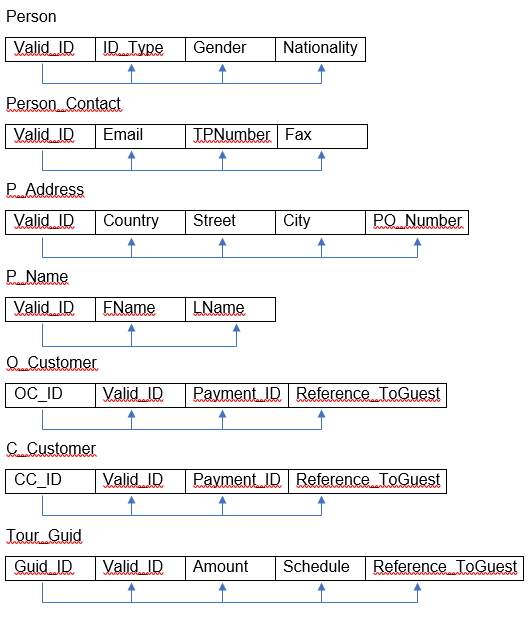 Person
Valid_ID ID_Type Gender Nationality
Person_Contact
Valid_ID Email TPNumber Fax
P_Address
Valid_ID Country Street City PO_Number
P_Name
Valid_ID FName LName
O_Customer
OC_ID Valid_ID Payment_ID Reference_ToGuest
C_Customer
CC_ID Valid_ID Payment_ID Reference_ToGuest
Tour_Guid
Guid_ID Valid_ID Amount Schedule Reference_ToGuest